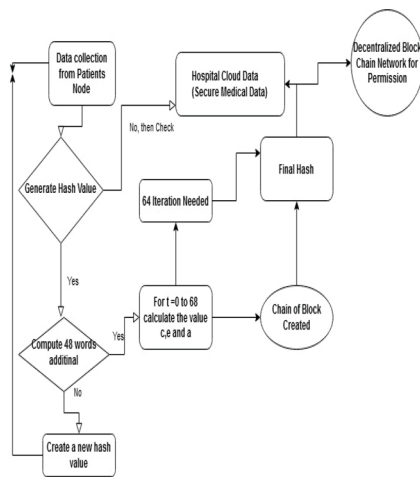 Data collection
from Patients
Node
Hospital Cloud Data
(Secure Medical Data)
Decentralized Block
Chain Network for
Permission
No, then Check
Generate Hash Value
64 Iteration Needed
Final Hash
Yes
For t =0 to 68
calculate the value
c,e and a
Chain of Block
Created
Compute 48 words
additinal
Yes
No
Create a new hash
value